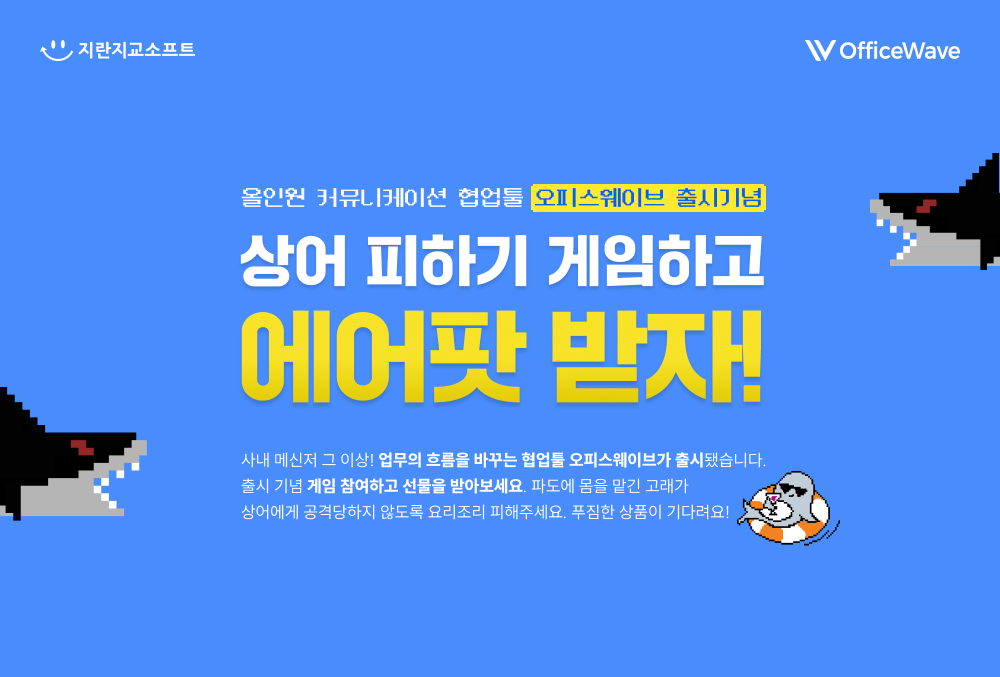 지란지교소프트
OfficeWave
올인원 커뮤니케이션 협업툴 오피스웨이브 출시기념
상어 피하기 게임하고
에어팟 받자!
사내 메신저 그 이상! 업무의 흐름을 바꾸는 협업툴 오피스웨이브가 출시됐습니다.
출시 기념 게임 참여하고 선물을 받아보세요. 파도에 몸을 맡긴 고래가
상어에게 공격당하지 않도록 요리조리 피해주세요. 푸짐한 상품이 기다려요!